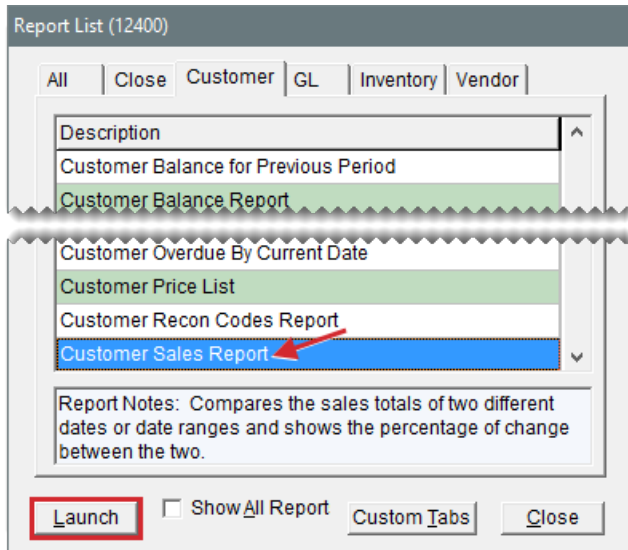 Report List (12400)
All Close Customer GL Inventory Vendor
Description
Customer Balance for Previous Period
Customer Balance Report
Customer Overdue By Current Date
Customer Price List
Customer Recon Codes Report
Customer Sales Report
Report Notes: Compares the sales totals of two different
dates or date ranges and shows the percentage of change
between the two.
Launch Show All Report Custom Tabs Close